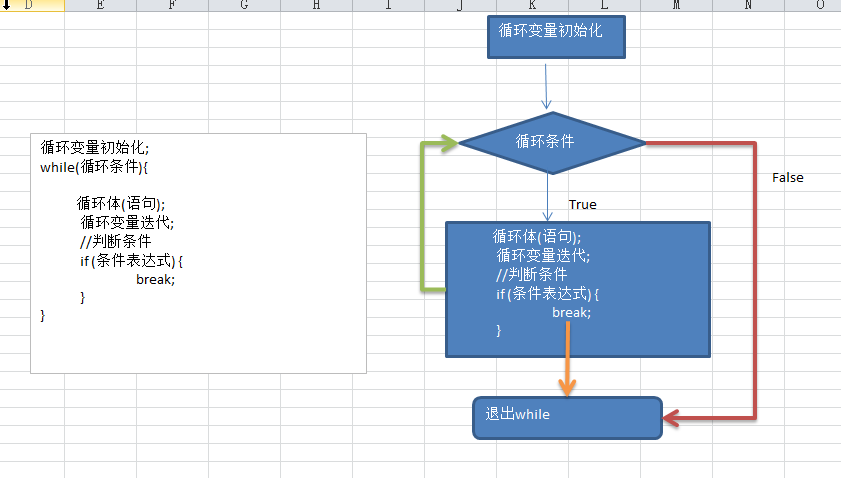 D E F G H I J K L M N O
循环变量初始化
循环条件
False
True
循环变量初始化;
while(循环条件){
循环体(语句);
循环变量迭代;
//判断条件
if(条件表达式){
break;
}
}
循环体(语句);
循环变量迭代;
//判断条件
if(条件表达式){
break;
}
退出while